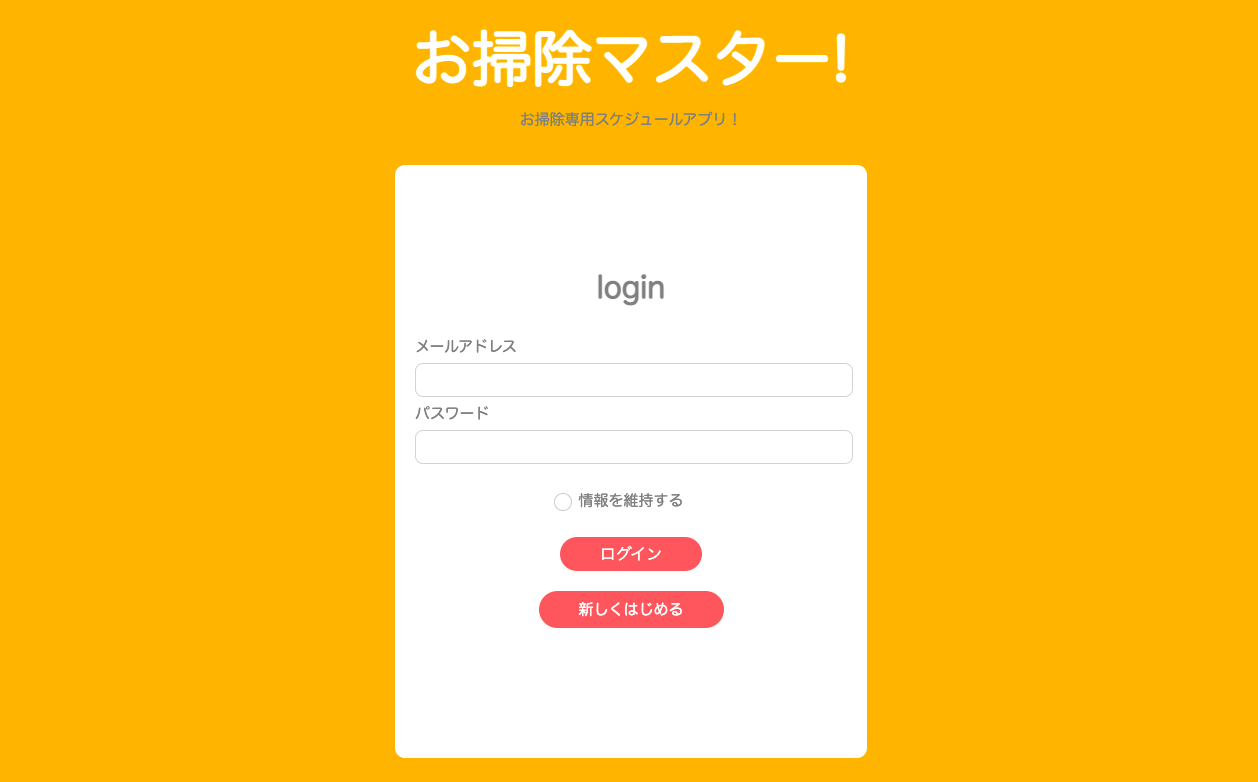 お掃除マスター!
お掃除専用スケジュールアプリ！
login
メールアドレス
パスワード
情報を維持する
ログイン
新しくはじめる